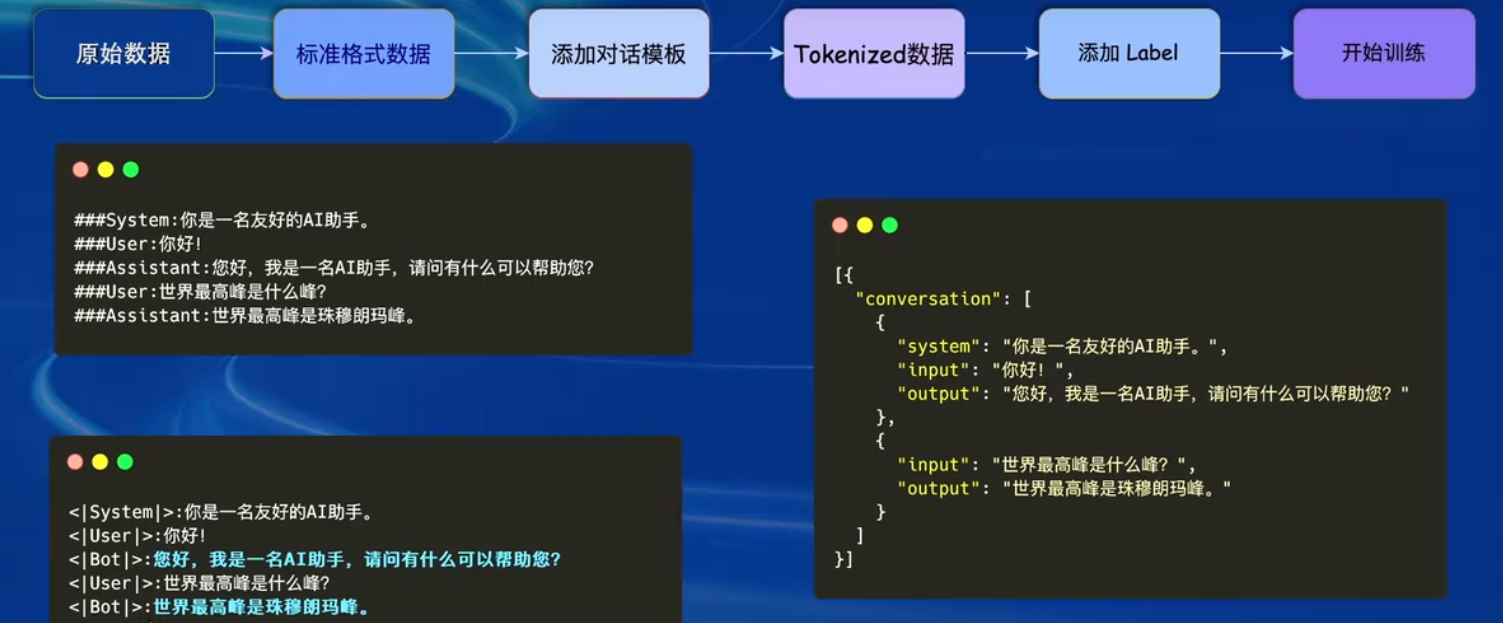 原始数据
标准格式数据
添加对话模板
Tokenized数据
添加 Label
开始训练
###System:你是一名友好的AI助手。
###User:你好!
###Assistant:您好，我是一名AI助手，请问有什么可以帮助您?
###User:世界最高峰是什么峰?
###Assistant:世界最高峰是珠穆朗玛峰。
<|System|>:你是一名友好的AI助手。
<|User|>:你好!
<|Bot|>:您好，我是一名AI助手，请问有什么可以帮助您?
<|User|>:世界最高峰是什么峰?
<|Bot|>:世界最高峰是珠穆朗玛峰。
[{
"conversation": [
{
"system": "你是一名友好的AI助手。",
"input": "你好！",
"output": "您好，我是一名AI助手，请问有什么可以帮助您？"
},
{
"input": "世界最高峰是什么峰？",
"output": "世界最高峰是珠穆朗玛峰。"
}
]
}]